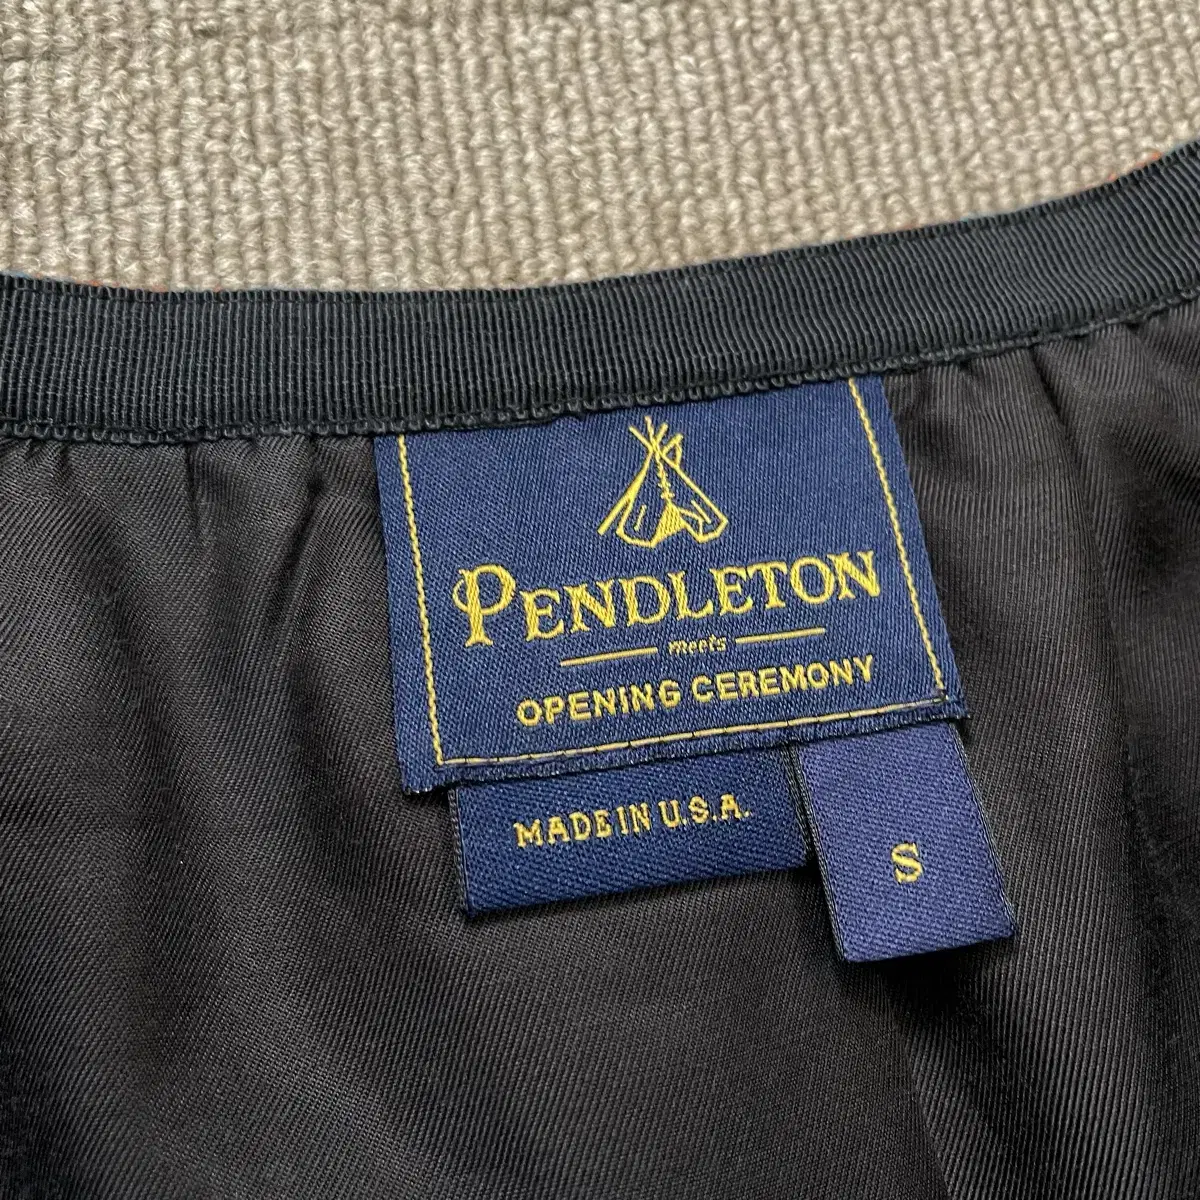 PENDLETON
meets
OPENING CEREMONY
MADE IN U.S.A.
S